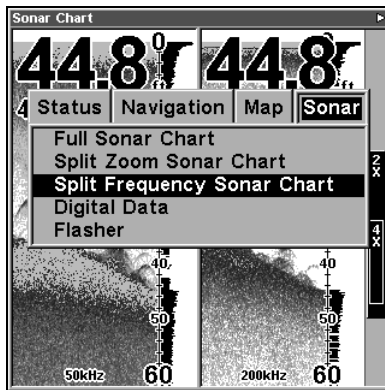 Sonar Chart
44.8 ft 0
44.8 ft
4
Status Navigation Map Sonar
Full Sonar Chart
Split Zoom Sonar Chart
Split Frequency Sonar Chart
Digital Data
Flasher
2x
4x
40 40
50 50
50kHz 60 200kHz 60